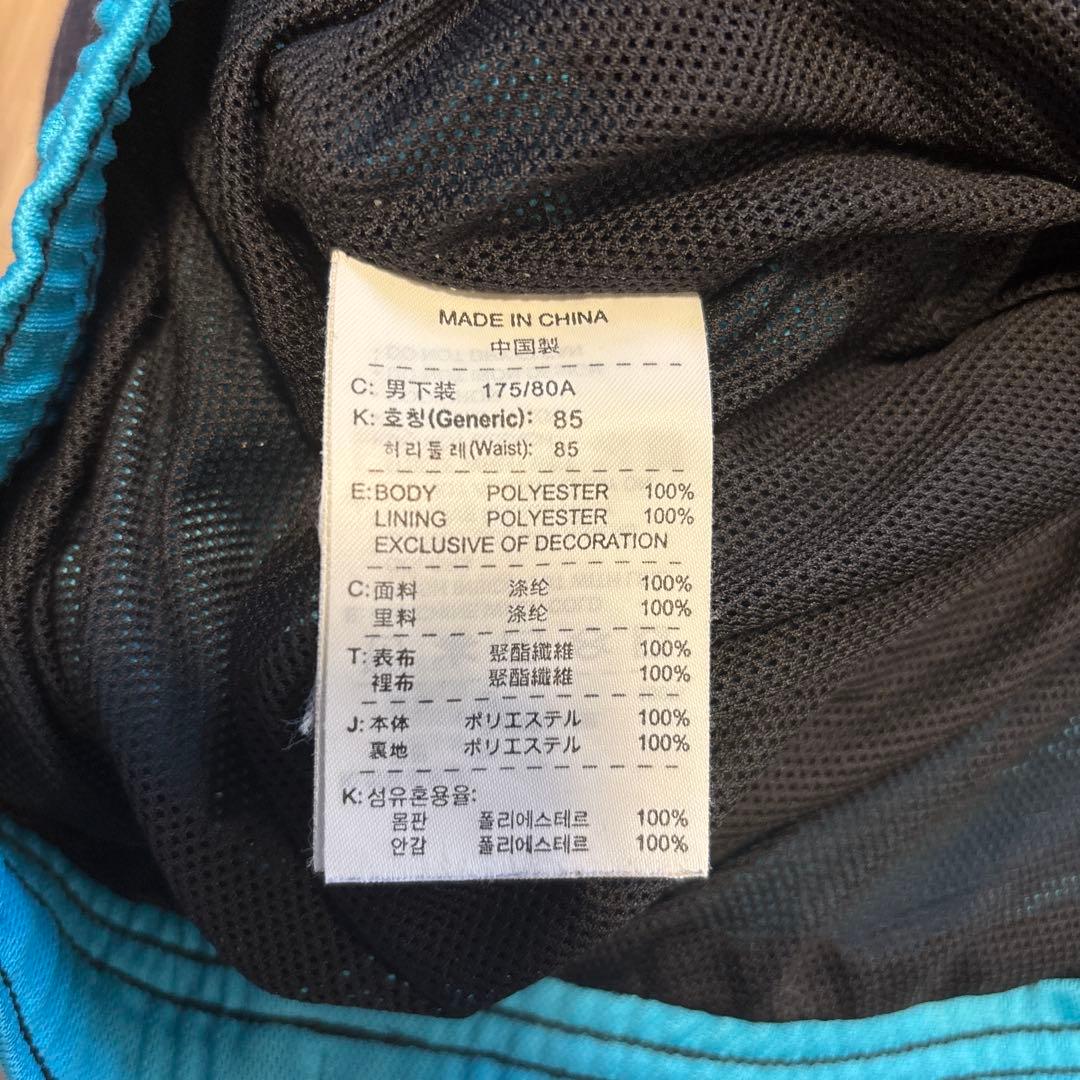 MADE IN CHINA
中国製
C: 男下装 175/80A
K: 호칭(Generic): 85
허리둘레(Waist): 85
E: BODY POLYESTER 100%
LINING POLYESTER 100%
EXCLUSIVE OF DECORATION
C: 面料 涤纶 100%
里料 涤纶 100%
T: 表布 聚酯纖維 100%
裡布 聚酯纖維 100%
J: 本体 ポリエステル 100%
裏地 ポリエステル 100%
K: 섬유혼용율:
몸판 폴리에스테르 100%
안감 폴리에스테르 100%